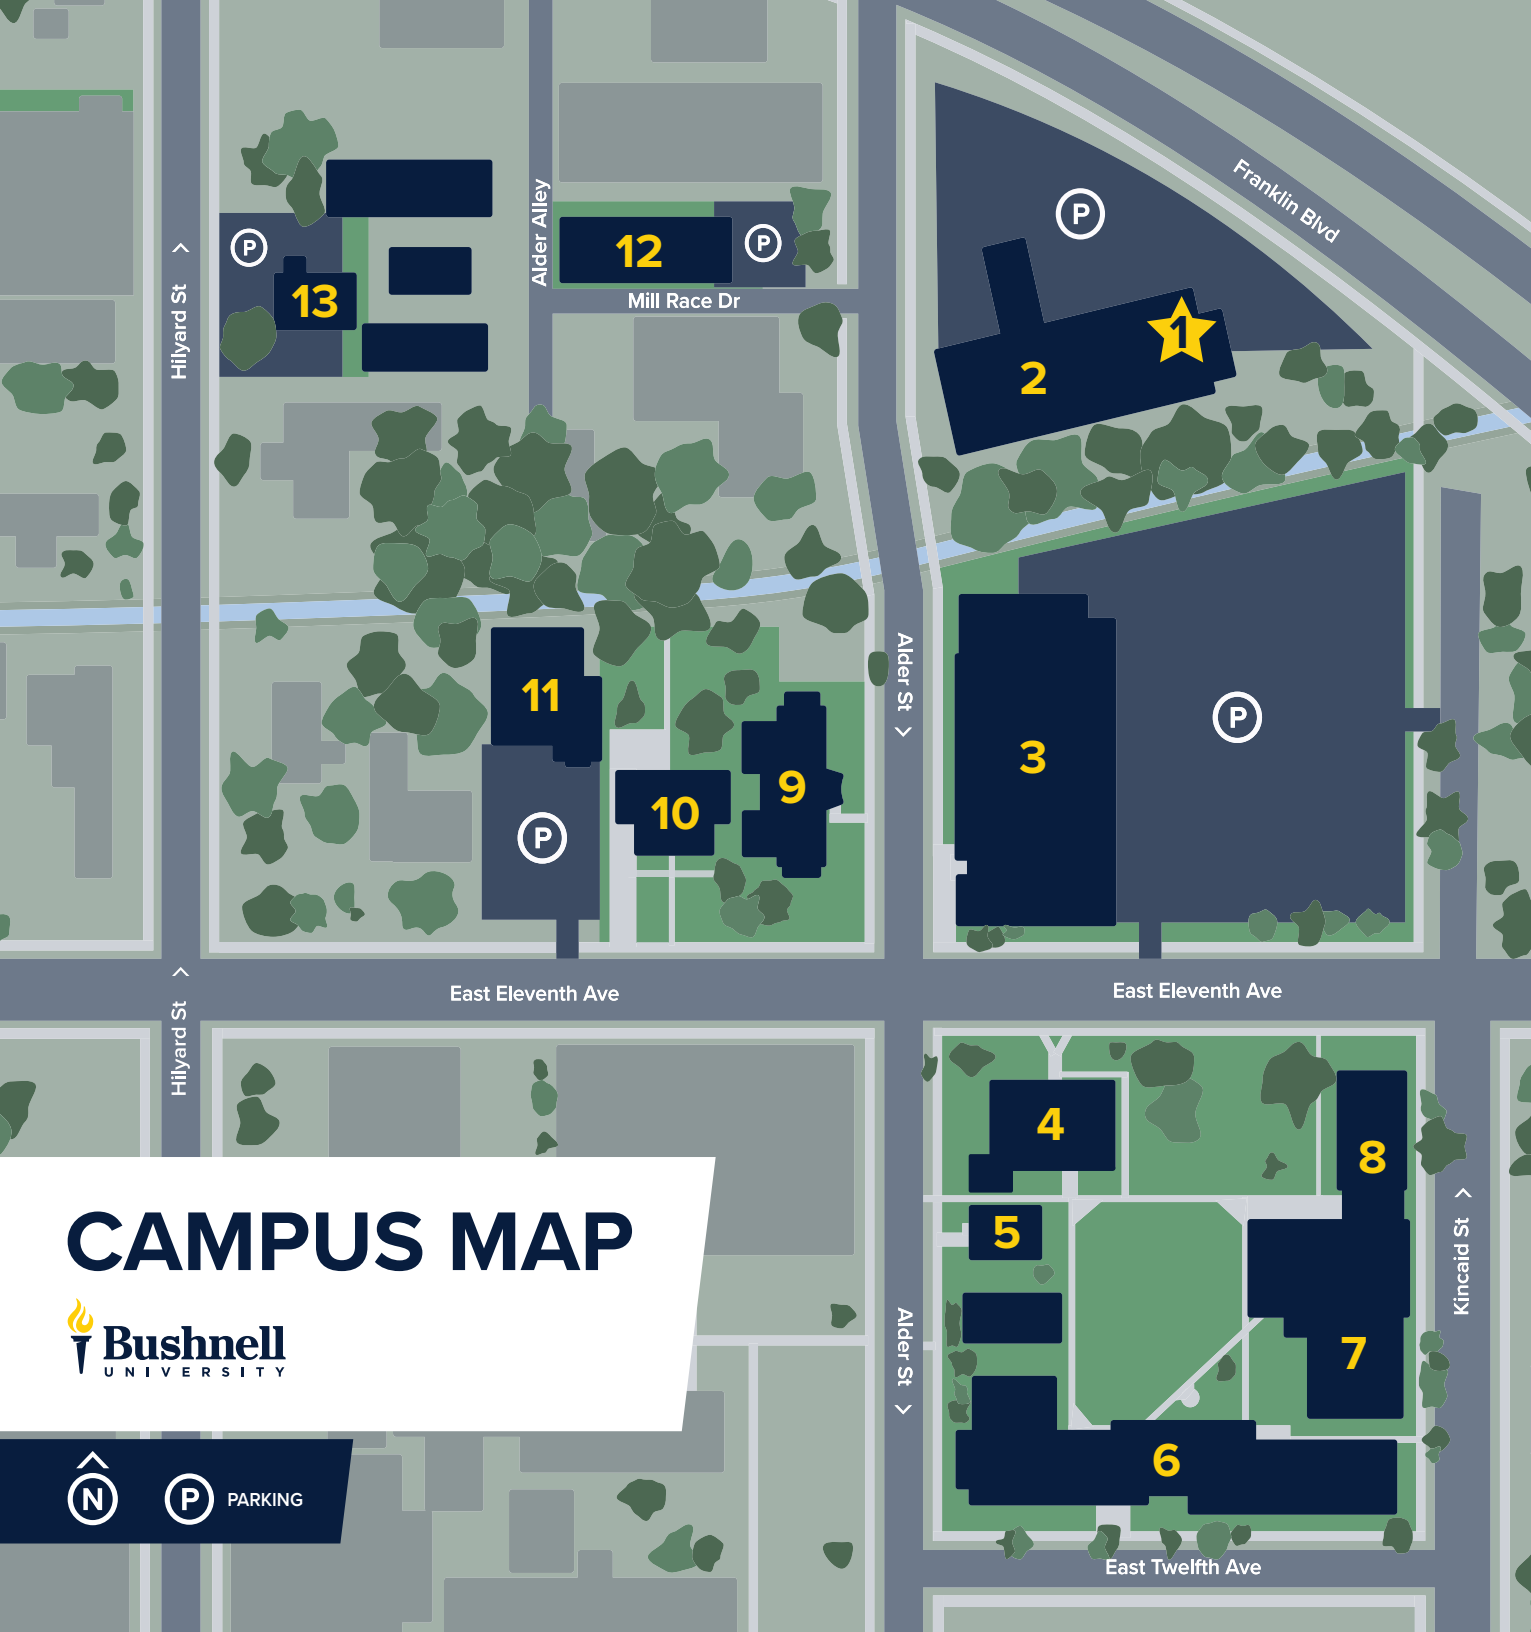 Franklin Blvd
Alder Alley
P
P
12
P
13
Mill Race Dr
Hilyard St
1
2
Alder St
11
P
3
9
10
P
East Eleventh Ave
East Eleventh Ave
Hilyard St
4
8
5
Kincaid St
CAMPUS MAP
Bushnell
UNIVERSITY
Alder St
7
6
N
P PARKING
East Twelfth Ave